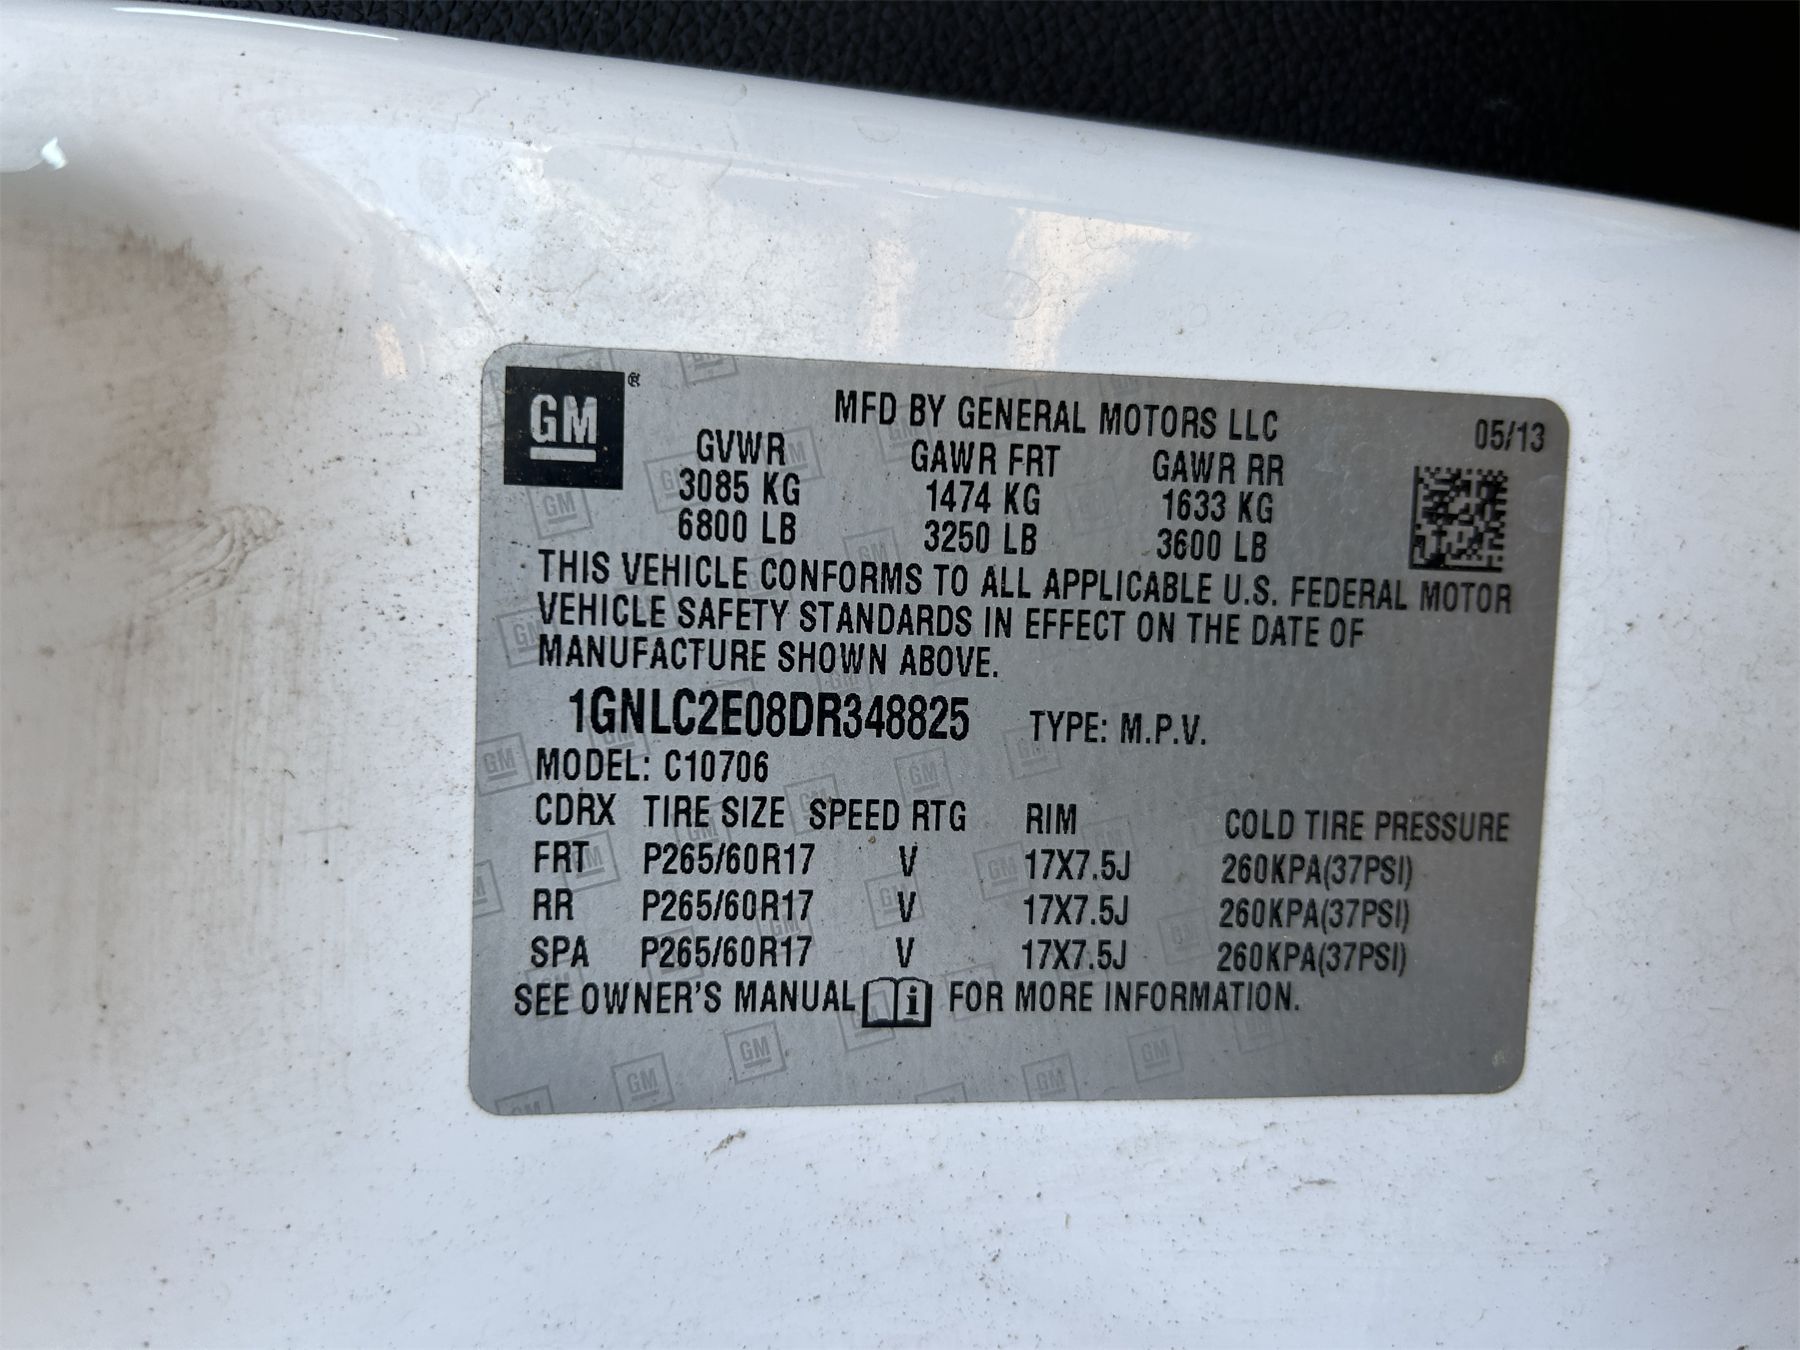 GM ®
MFD BY GENERAL MOTORS LLC 05/13
GVWR GAWR FRT GAWR RR
3085 KG 1474 KG 1633 KG
6800 LB 3250 LB 3600 LB
THIS VEHICLE CONFORMS TO ALL APPLICABLE U.S. FEDERAL MOTOR
VEHICLE SAFETY STANDARDS IN EFFECT ON THE DATE OF
MANUFACTURE SHOWN ABOVE.
1GNLC2E08DR348825 TYPE: M.P.V.
MODEL: C10706
CDRX TIRE SIZE SPEED RTG RIM COLD TIRE PRESSURE
FRT P265/60R17 V 17X7.5J 260KPA(37PSI)
RR P265/60R17 V 17X7.5J 260KPA(37PSI)
SPA P265/60R17 V 17X7.5J 260KPA(37PSI)
SEE OWNER'S MANUAL i FOR MORE INFORMATION.